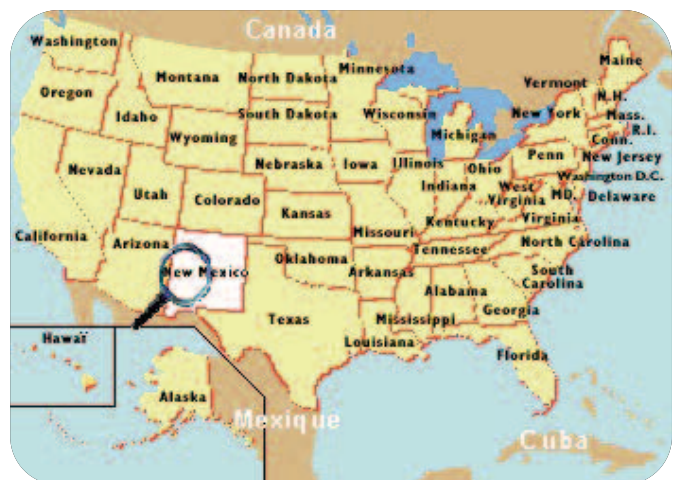 Canada
Washington
Montana
North Dakota
Minnesota
Maine
Vermont
Oregon
Idaho
South Dakota
Wisconsin
Michigan
New York
N.H.
Mass.
R.I.
Conn.
Wyoming
Nebraska
Iowa
Illinois
Indiana
Ohio
Penn
New Jersey
Washington D.C.
Nevada
Utah
Colorado
Kansas
Missouri
Kentucky
West
Virginia
MD.
Delaware
Virginia
California
Arizona
New Mexico
Oklahoma
Arkansas
Tennessee
North Carolina
South
Carolina
Texas
Louisiana
Mississippi
Alabama
Georgia
Florida
Hawaï
Alaska
Mexique
Cuba